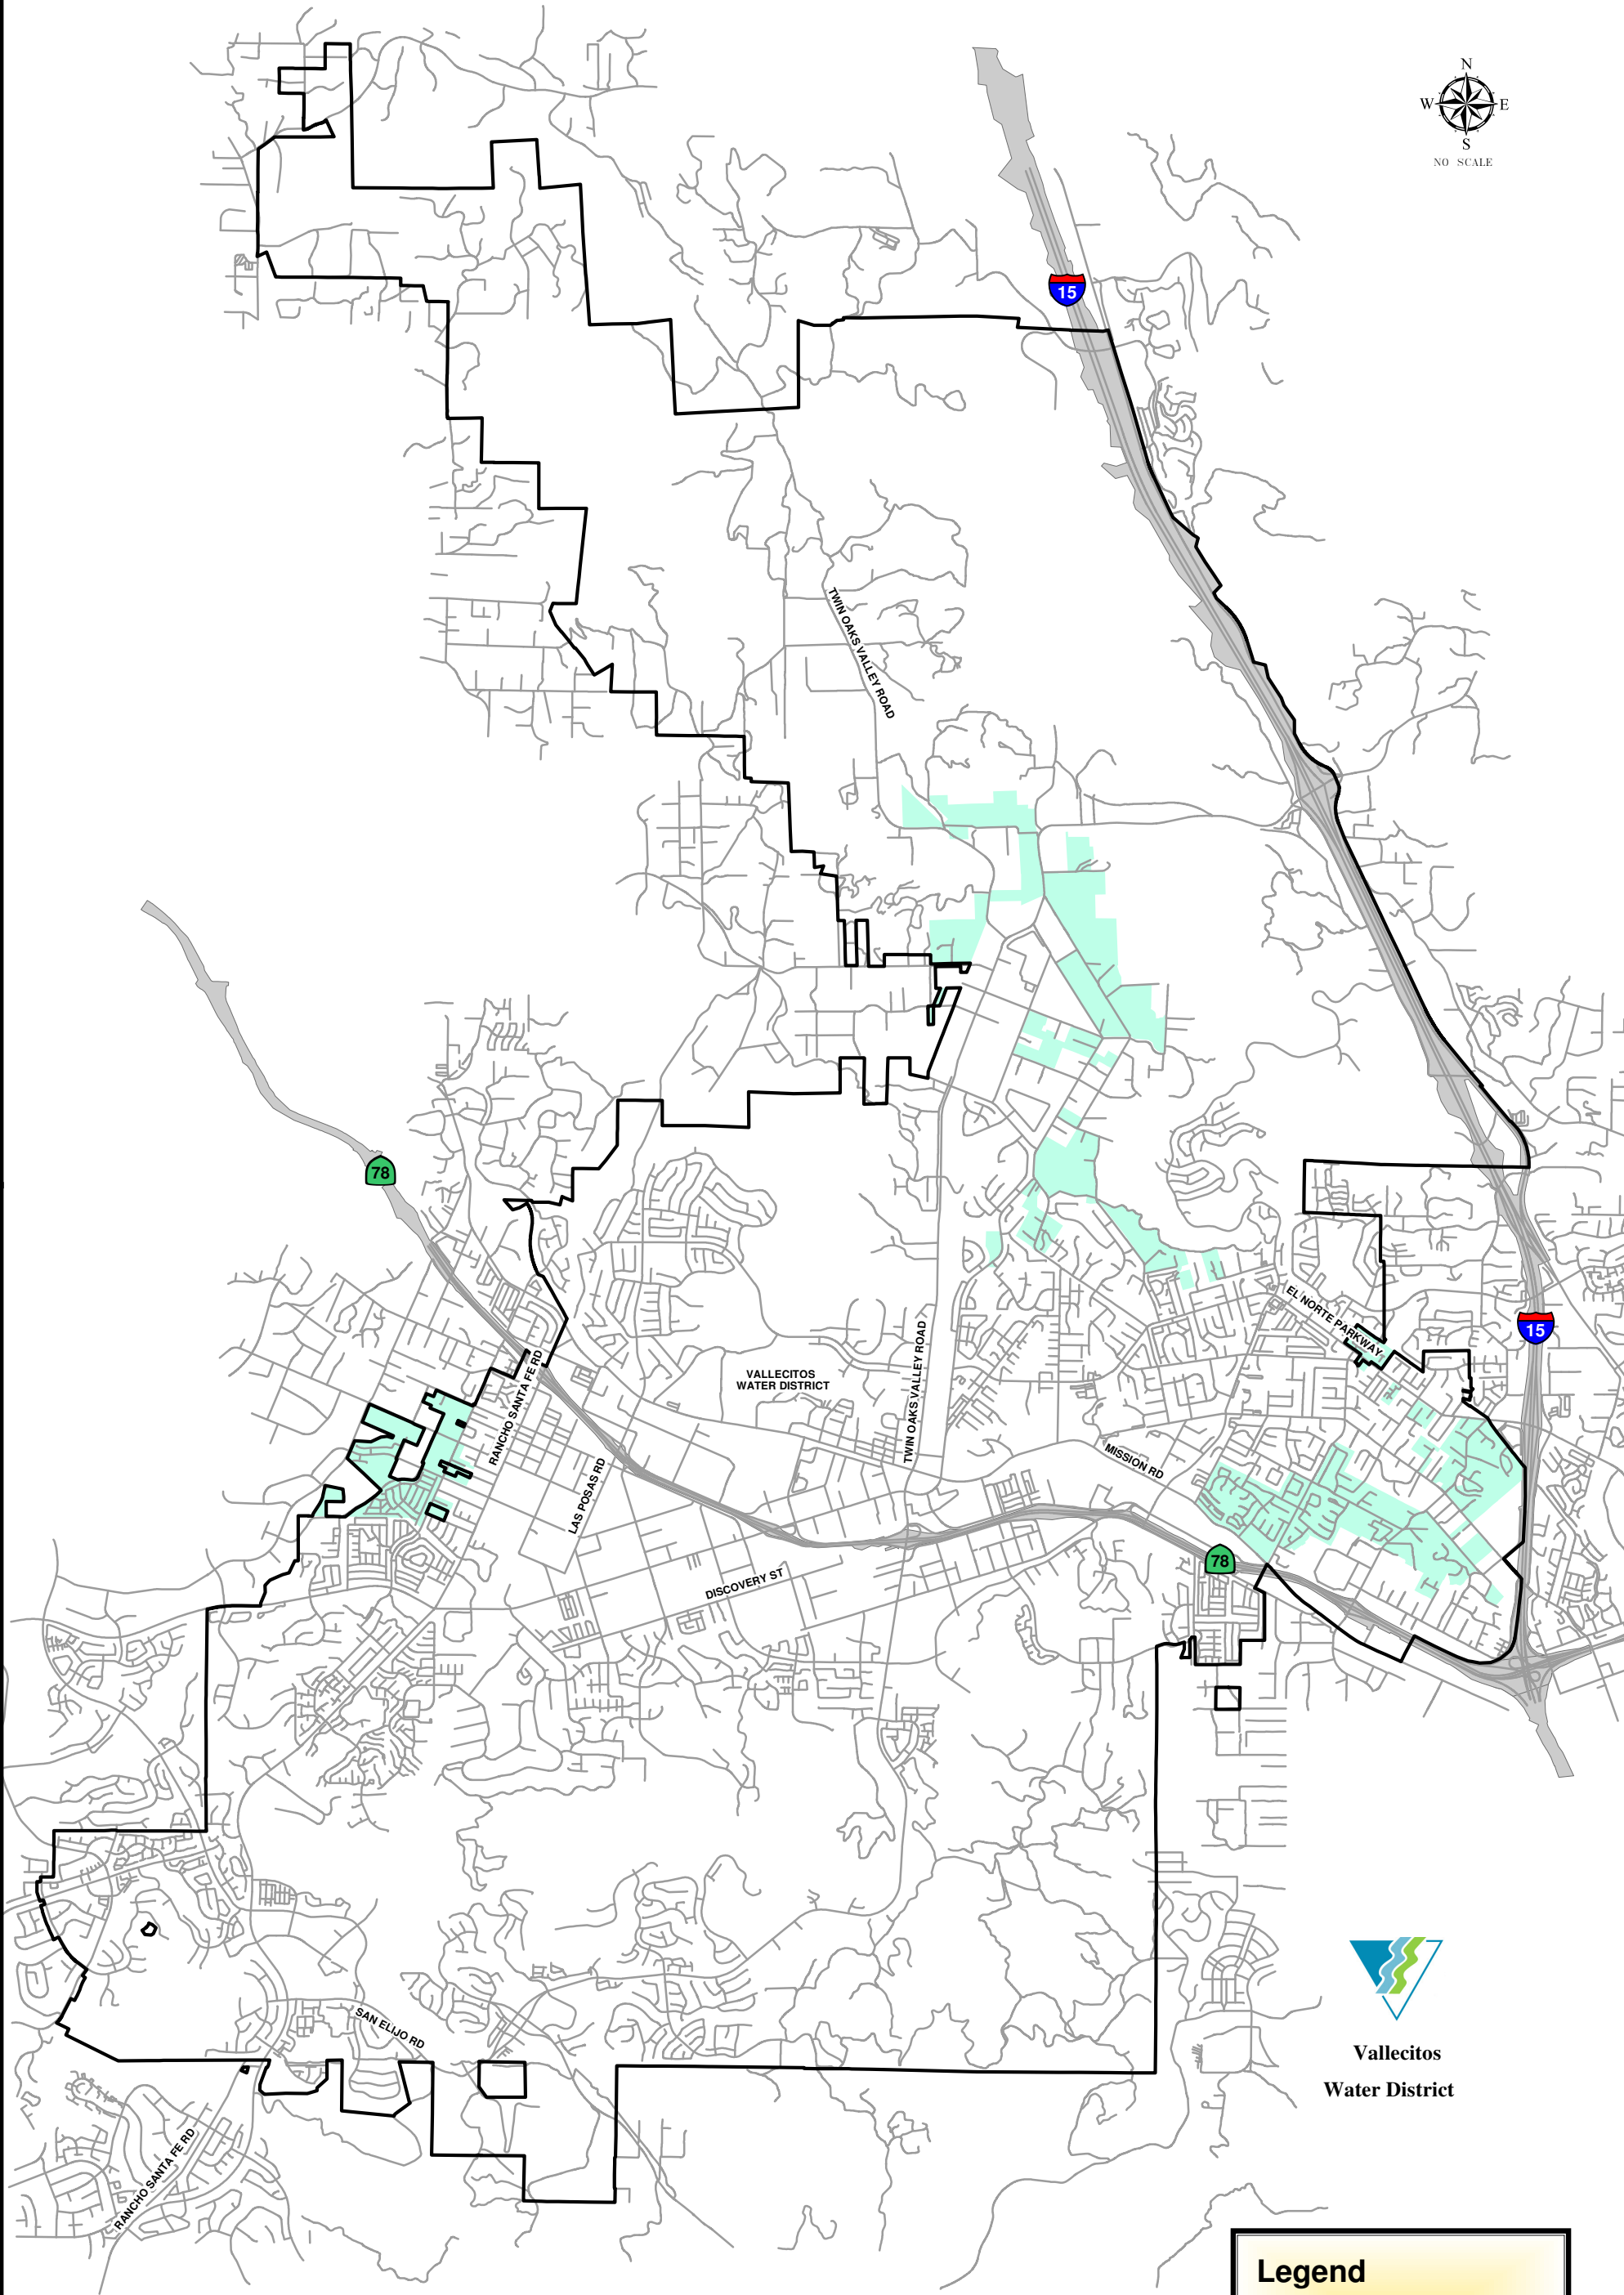 N
W E
S
NO SCALE
15
TWIN OAKS VALLEY ROAD
78
EL NORTE PARKWAY
15
RANCHO SANTA FE RD
VALLECITOS
WATER DISTRICT
TWIN OAKS VALLEY ROAD
MISSION RD
LAS POSAS RD
78
DISCOVERY ST
SAN ELIJO RD
Vallecitos
Water District
RANCHO SANTA FE RD
Legend